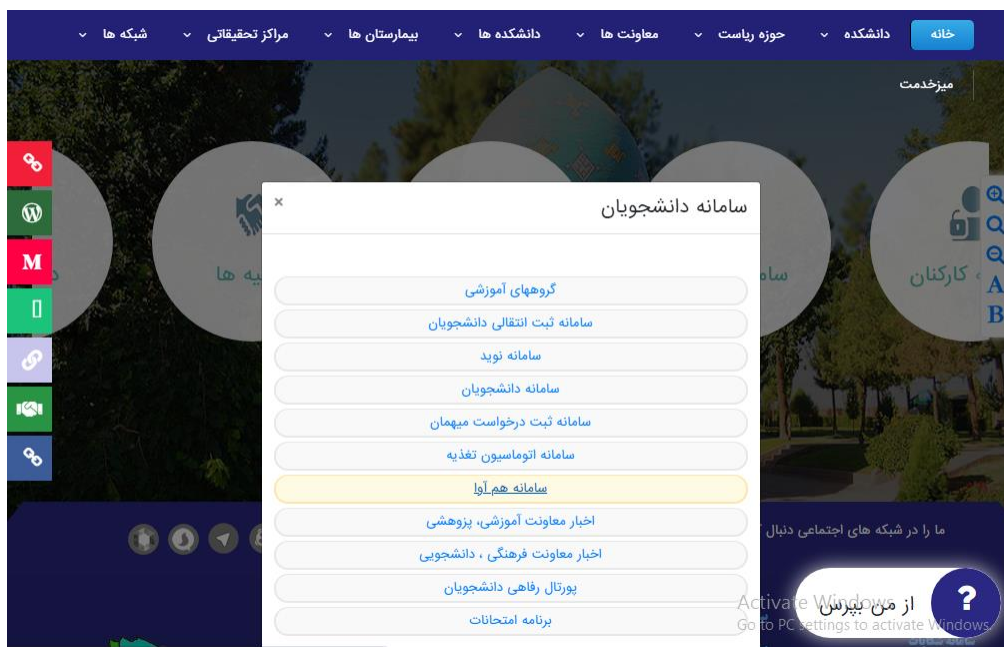 خانه
دانشکده
حوزه ریاست
معاونت ها
دانشکده ها
بیمارستان ها
مراکز تحقیقاتی
شبکه ها
میزخدمت
سامانه دانشجویان
×
گروههای آموزشی
سامانه ثبت انتقالی دانشجویان
سامانه نوید
سامانه دانشجویان
سامانه ثبت درخواست میهمان
سامانه اتوماسیون تغذیه
سامانه هم آوا
اخبار معاونت آموزشی، پزوهشی
اخبار معاونت فرهنگی ، دانشجویی
پورتال رفاهی دانشجویان
برنامه امتحانات
کارکنان
یه ها
M
A
B
ما را در شبکه های اجتماعی دنبال
از من بپرس
?
Activate Windows
Go to PC settings to activate Windows.